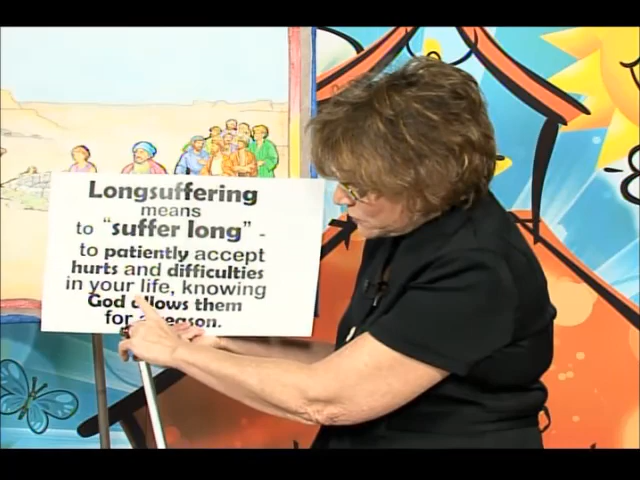 Longsuffering
means
to "suffer long" -
to patiently accept
hurts and difficulties
in your life, knowing
God allows them
for a reason.